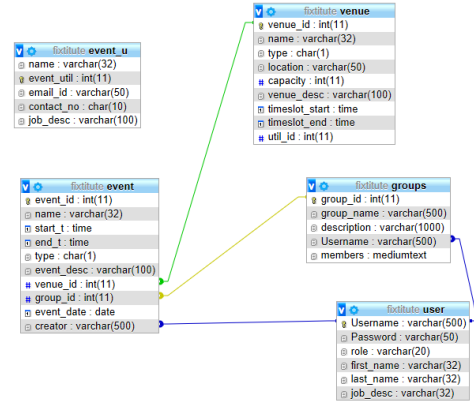 fixtitute venue
venue_id : int(11)
name : varchar(32)
type : char(1)
location : varchar(50)
capacity : int(11)
venue_desc : varchar(100)
timeslot_start : time
timeslot_end : time
util_id : int(11)
fixtitute event_u
name : varchar(32)
event_util : int(11)
email_id : varchar(50)
contact_no : char(10)
job_desc : varchar(100)
fixtitute event
event_id : int(11)
name : varchar(32)
start_t : time
end_t : time
type : char(1)
event_desc : varchar(100)
venue_id : int(11)
group_id : int(11)
event_date : date
creator : varchar(500)
fixtitute groups
group_id : int(11)
group_name : varchar(500)
description : varchar(1000)
Username : varchar(500)
members : mediumtext
fixtitute user
Username : varchar(500)
Password : varchar(50)
role : varchar(20)
first_name : varchar(32)
last_name : varchar(32)
job_desc : varchar(32)